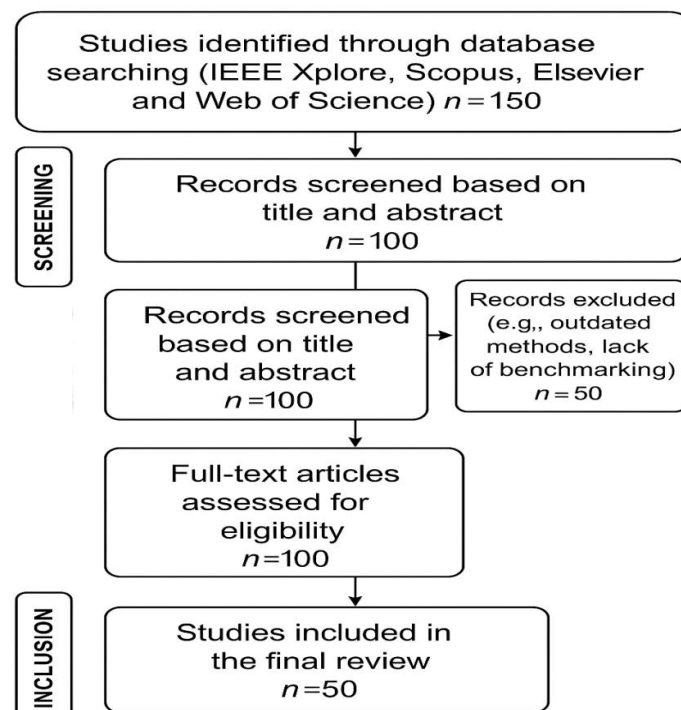 Studies identified through database
searching (IEEE Xplore, Scopus, Elsevier
and Web of Science) n = 150
SCREENING
Records screened based on
title and abstract
n = 100
Records screened
based on title
and abstract
n=100
Records excluded
(e.g,, outdated
methods, lack
of benchmarking)
n = 50
Full-text articles
assessed for
eligibility
n=100
INCLUSION
Studies included in
the final review
n=50